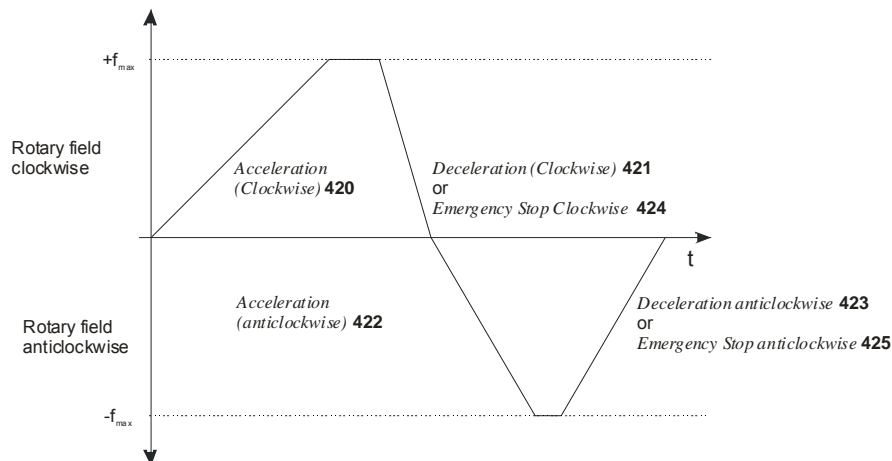 +fmax
Rotary field
clockwise
Acceleration
(Clockwise) 420
Deceleration (Clockwise) 421
or
Emergency Stop Clockwise 424
t
Acceleration
(anticlockwise) 422
Rotary field
anticlockwise
Deceleration anticlockwise 423
or
Emergency Stop anticlockwise 425
-fmax